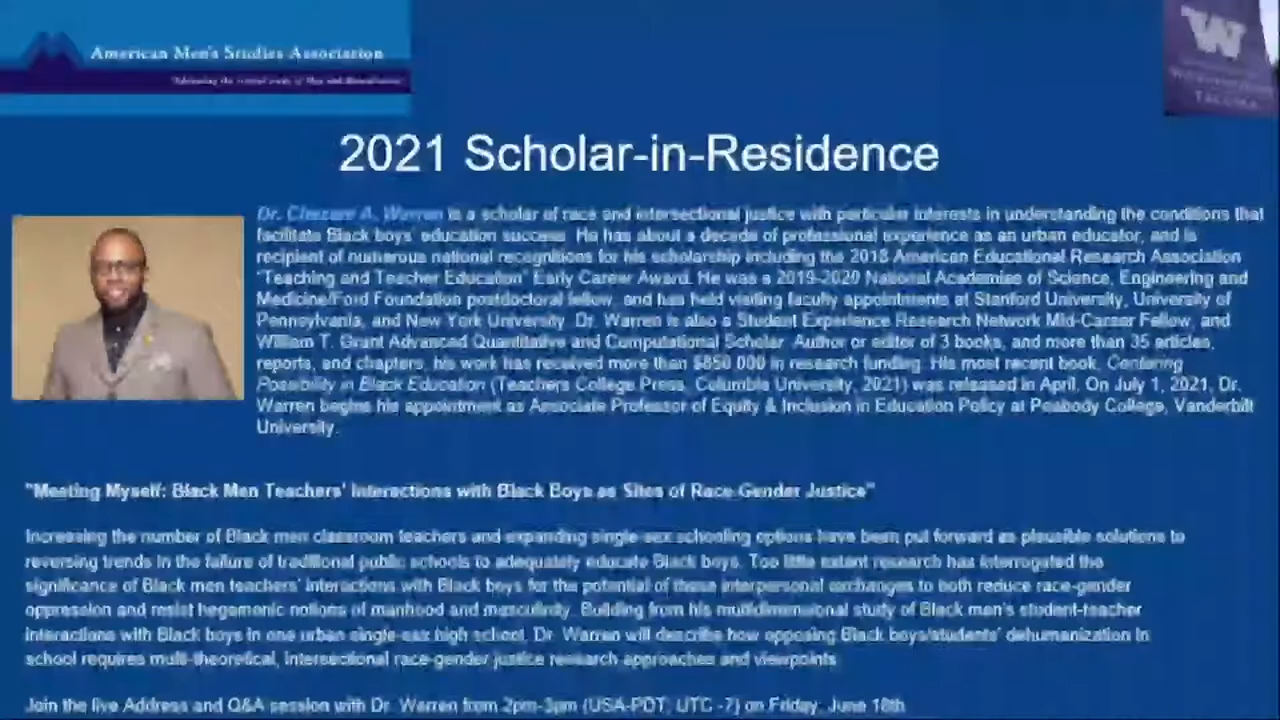 American Men's Studies Association
Advancing the critical study of Men and Masculinities
W
TACOMA
2021 Scholar-in-Residence
Dr. Chezare A. Warren is a scholar of race and intersectional justice with particular interests in understanding the conditions that
facilitate Black boys' education success. He has about a decade of professional experience as an urban educator, and is
recipient of numerous national recognitions for his scholarship including the 2018 American Educational Research Association
"Teaching and Teacher Education" Early Career Award. He was a 2019-2020 National Academies of Science, Engineering and
Medicine/Ford Foundation postdoctoral fellow, and has held visiting faculty appointments at Stanford University, University of
Pennsylvania, and New York University. Dr. Warren is also a Student Experience Research Network Mid-Career Fellow, and
William T. Grant Advanced Quantitative and Computational Scholar. Author or editor of 3 books, and more than 35 articles,
reports, and chapters, his work has received more than $850,000 in research funding. His most recent book, Centering
Possibility in Black Education (Teachers College Press, Columbia University, 2021) was released in April. On July 1, 2021, Dr.
Warren begins his appointment as Associate Professor of Equity & Inclusion in Education Policy at Peabody College, Vanderbilt
University.
"Meeting Myself: Black Men Teachers' Interactions with Black Boys as Sites of Race-Gender Justice"
Increasing the number of Black men classroom teachers and expanding single-sex schooling options have been put forward as plausible solutions to
reversing trends in the failure of traditional public schools to adequately educate Black boys. Too little extant research has interrogated the
significance of Black men teachers' interactions with Black boys for the potential of these interpersonal exchanges to both reduce race-gender
oppression and resist hegemonic notions of manhood and masculinity. Building from his multidimensional study of Black men's student-teacher
interactions with Black boys in one urban single-sex high school, Dr. Warren will describe how opposing Black boys/students' dehumanization in
school requires multi-theoretical, intersectional race-gender justice research approaches and viewpoints.
Join the live Address and Q&A session with Dr. Warren from 2pm-3pm (USA-PDT; UTC -7) on Friday, June 18th